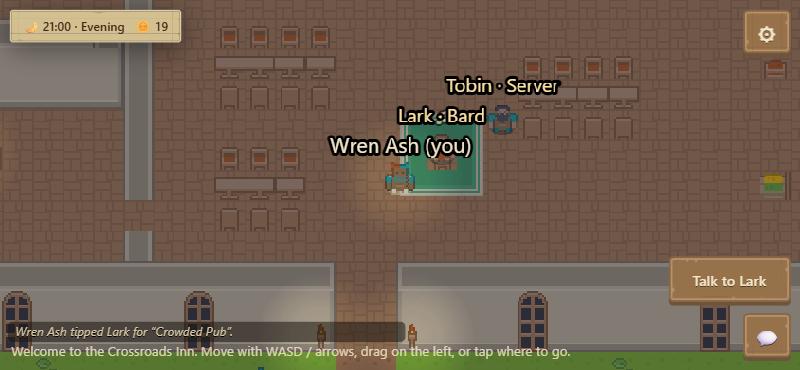 21:00 · Evening 19
Tobin · Server
Lark · Bard
Wren Ash (you)
Talk to Lark
Wren Ash tipped Lark for “Crowded Pub”.
Welcome to the Crossroads Inn. Move with WASD / arrows, drag on the left, or tap where to go.